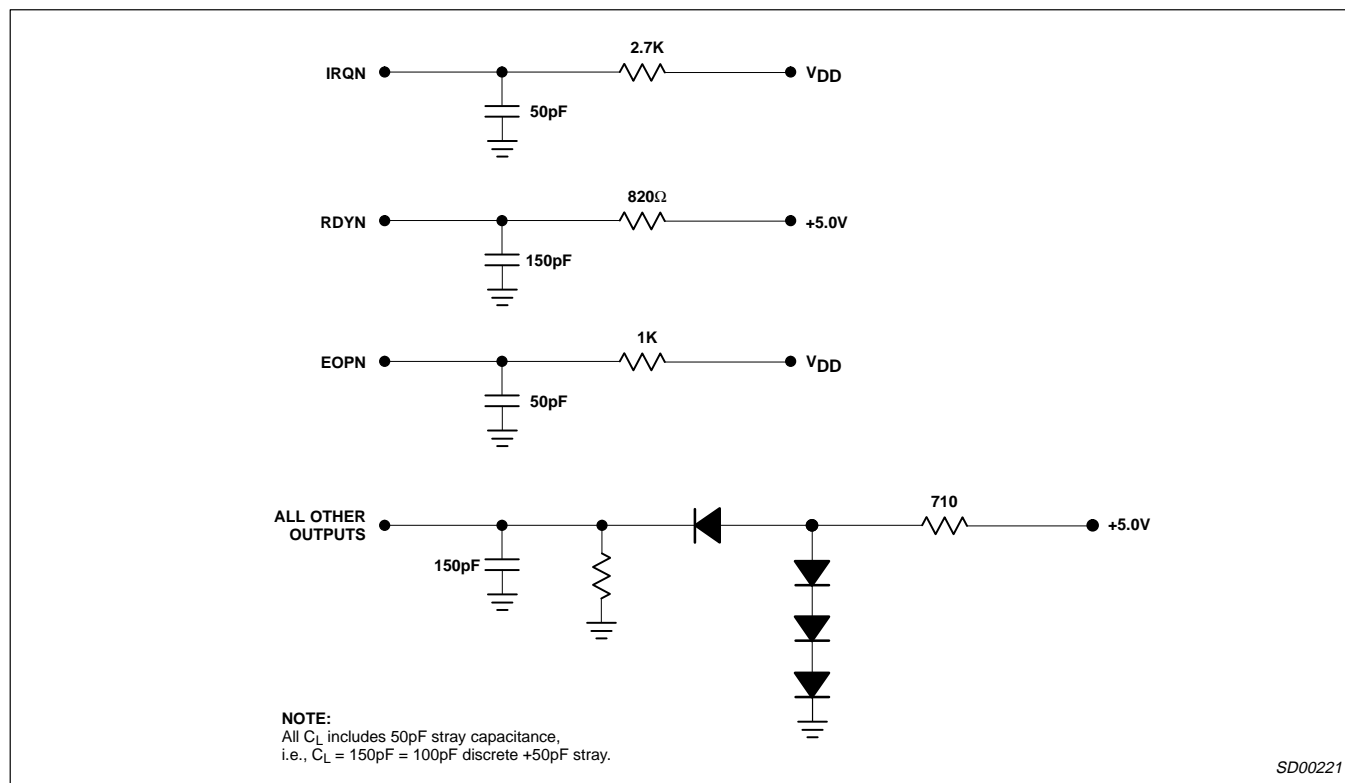 2.7K
IRQN
VDD
50pF
820Ω
RDYN
+5.0V
150pF
1K
EOPN
VDD
50pF
710
ALL OTHER
OUTPUTS
+5.0V
150pF
NOTE:
All CL includes 50pF stray capacitance,
i.e., CL = 150pF = 100pF discrete +50pF stray.
SD00221